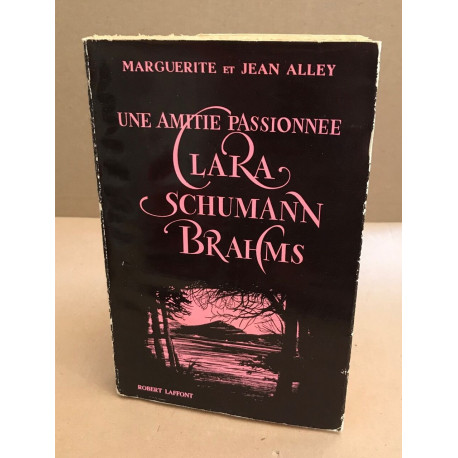 MARGUERITE ET JEAN ALLEY
UNE AMITIE PASSIONNEE
CLARA
SCHUMANN
BRAHMS
ROBERT LAFFONT